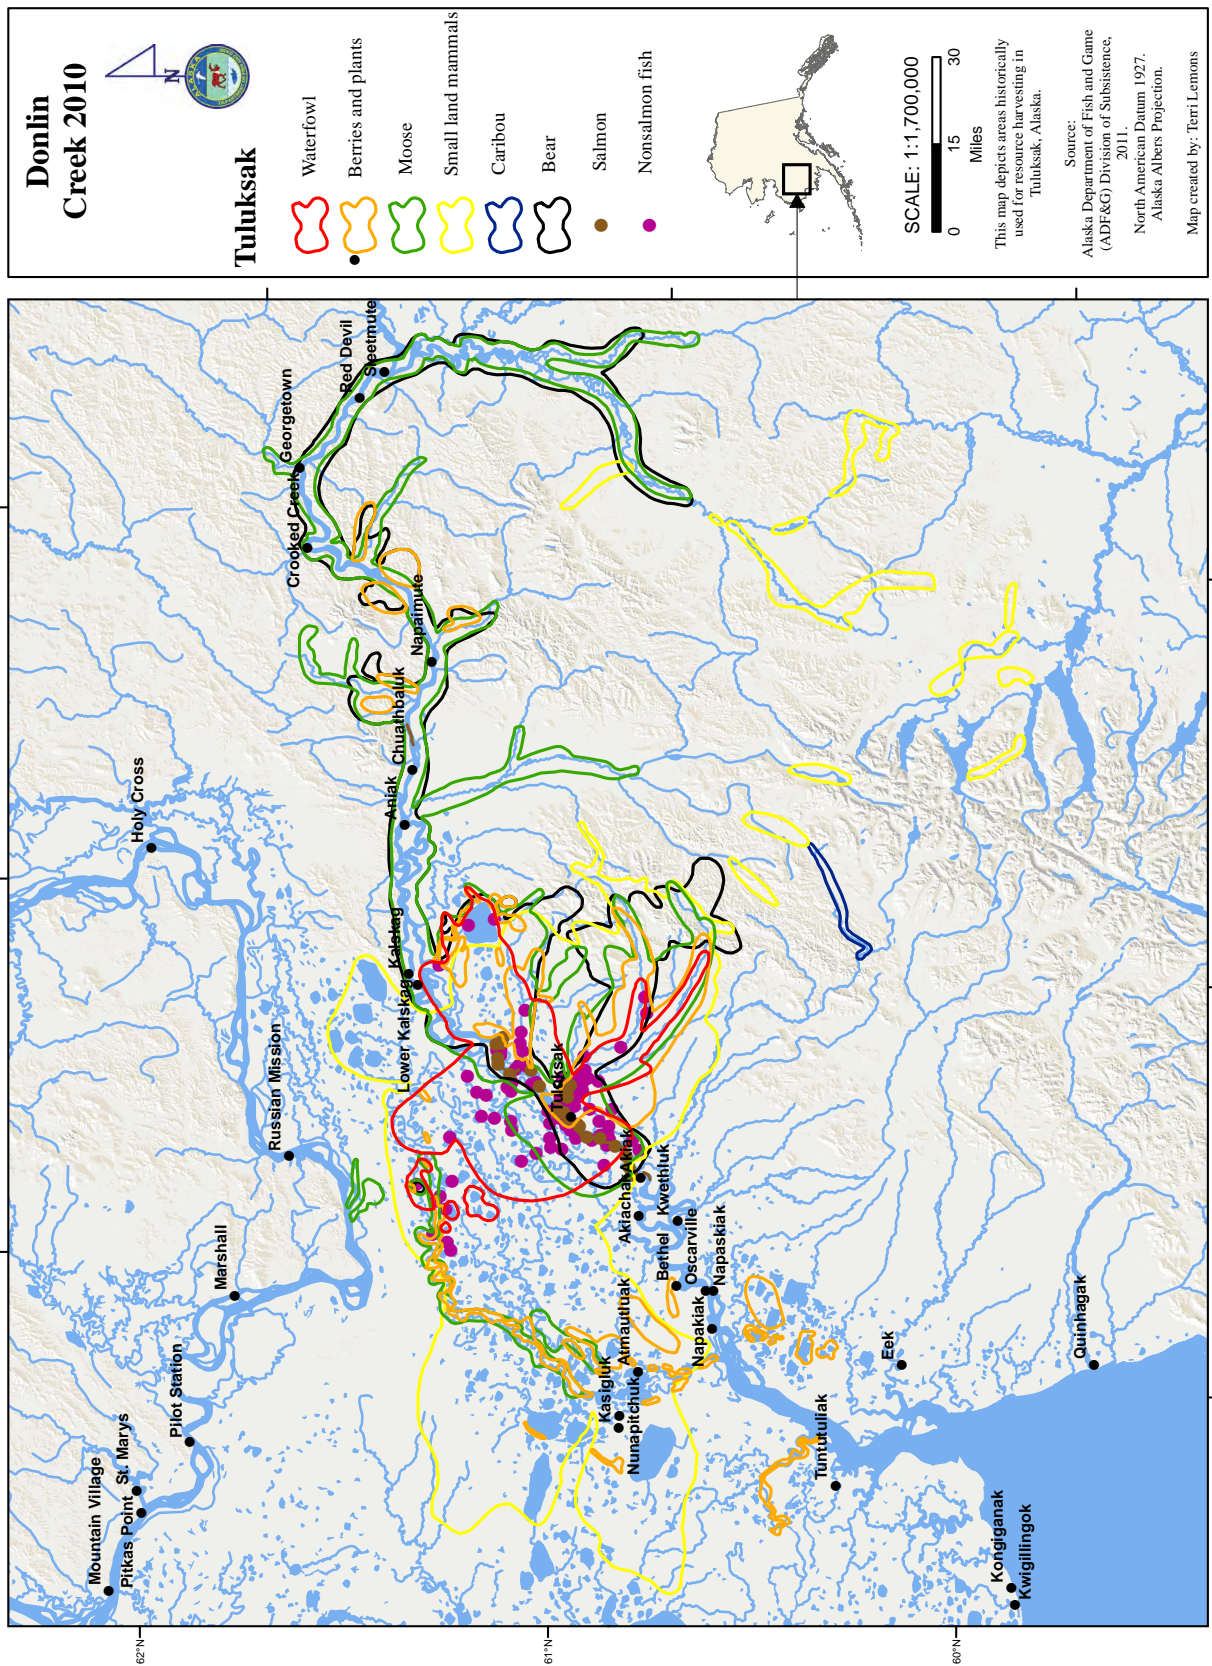 Donlin
Creek 2010
N
ALASKA
Tuluksak
Waterfowl
Berries and plants
Moose
Small land mammals
Caribou
Bear
Salmon
Nonsalmon fish
SCALE: 1:1,700,000
0 15 30
Miles
This map depicts areas historically
used for resource harvesting in
Tuluksak, Alaska.
Source:
Alaska Department of Fish and Game
(ADF&G) Division of Subsistence,
2011.
North American Datum 1927.
Alaska Albers Projection.
Map created by: Terri Lemons
Mountain Village
Pitkas Point
St. Marys
Pilot Station
Marshall
Russian Mission
Holy Cross
Lower Kalskag
Kalskag
Aniak
Chuathbaluk
Napaimute
Crooked Creek
Georgetown
Red Devil
Sleetmute
Tuluksak
Akiak
Akiachak
Kwethluk
Bethel
Oscarville
Napaskiak
Napakiak
Atmautluak
Kasigluk
Nunapitchuk
Tuntutuliak
Eek
Quinhagak
Kongiganak
Kwigillingok
62°N
61°N
60°N